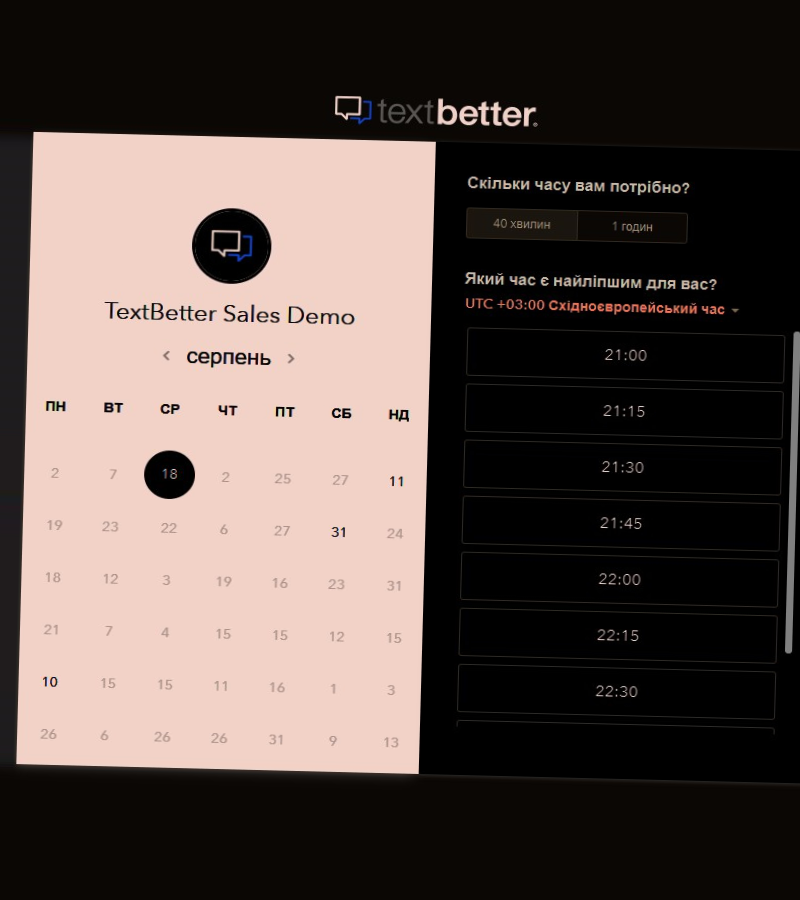 textbetter.
TextBetter Sales Demo
серпень
ПН ВТ СР ЧТ ПТ СБ НД
2 7 18 2 25 27 11
19 23 22 6 27 31 24
18 12 3 19 16 23 31
21 7 4 15 15 12 15
10 15 15 11 16 1 3
26 6 26 26 31 9 13
Скільки часу вам потрібно?
40 хвилин 1 годин
Який час є найліпшим для вас?
UTC +03:00 Східноєвропейський час
21:00
21:15
21:30
21:45
22:00
22:15
22:30